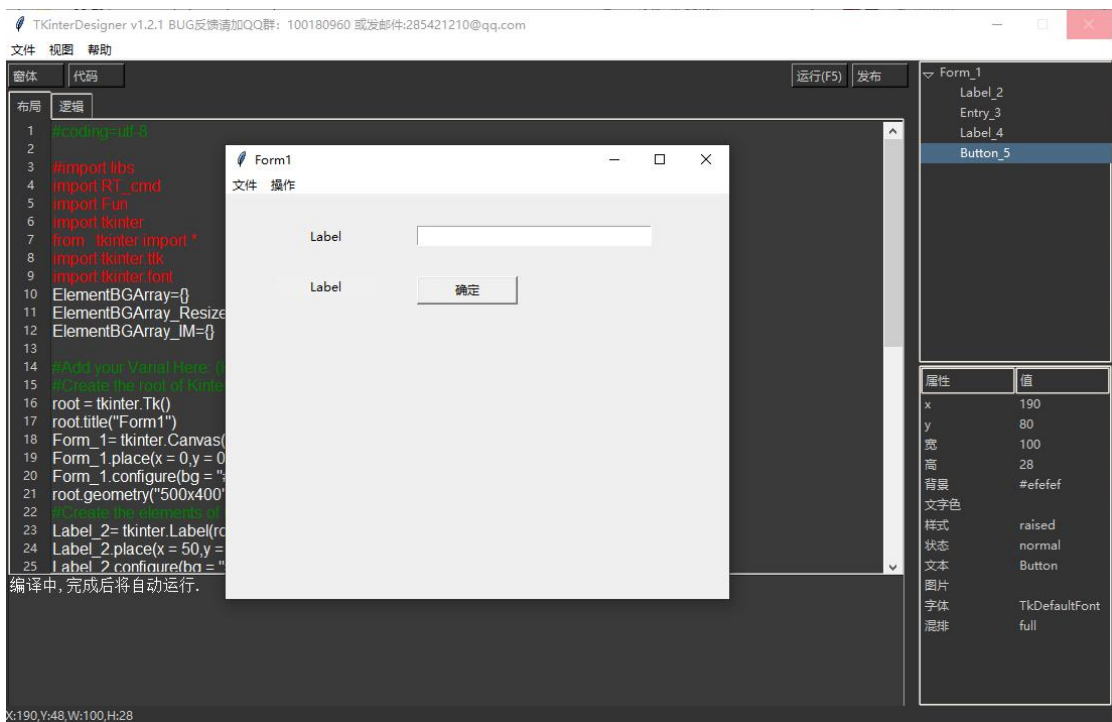 TKinterDesigner v1.2.1 BUG反馈请加QQ群：100180960 或发邮件:285421210@qq.com
文件 视图 帮助
窗体 代码 运行(F5) 发布
布局 逻辑
1 #coding=utf-8
2
3 #import libs
4 import RT_cmd
5 import Fun
6 import tkinter
7 from tkinter import *
8 import tkinter.ttk
9 import tkinter.font
10 ElementBGArray={}
11 ElementBGArray_Resize
12 ElementBGArray_IM={}
13
14 #Add your Varial Here: (
15 #Create the root of Kinte
16 root = tkinter.Tk()
17 root.title("Form1")
18 Form_1= tkinter.Canvas(
19 Form_1.place(x = 0,y = 0
20 Form_1.configure(bg = "
21 root.geometry("500x400"
22 #Create the elements of
23 Label_2= tkinter.Label(ro
24 Label_2.place(x = 50,y =
25 Label_2.configure(bg = "
编译中,完成后将自动运行.
X:190,Y:48,W:100,H:28
Form1
文件 操作
Label
Label 确定
Form_1
Label_2
Entry_3
Label_4
Button_5
属性 值
x 190
y 80
宽 100
高 28
背景 #efefef
文字色
样式 raised
状态 normal
文本 Button
图片
字体 TkDefaultFont
混排 full